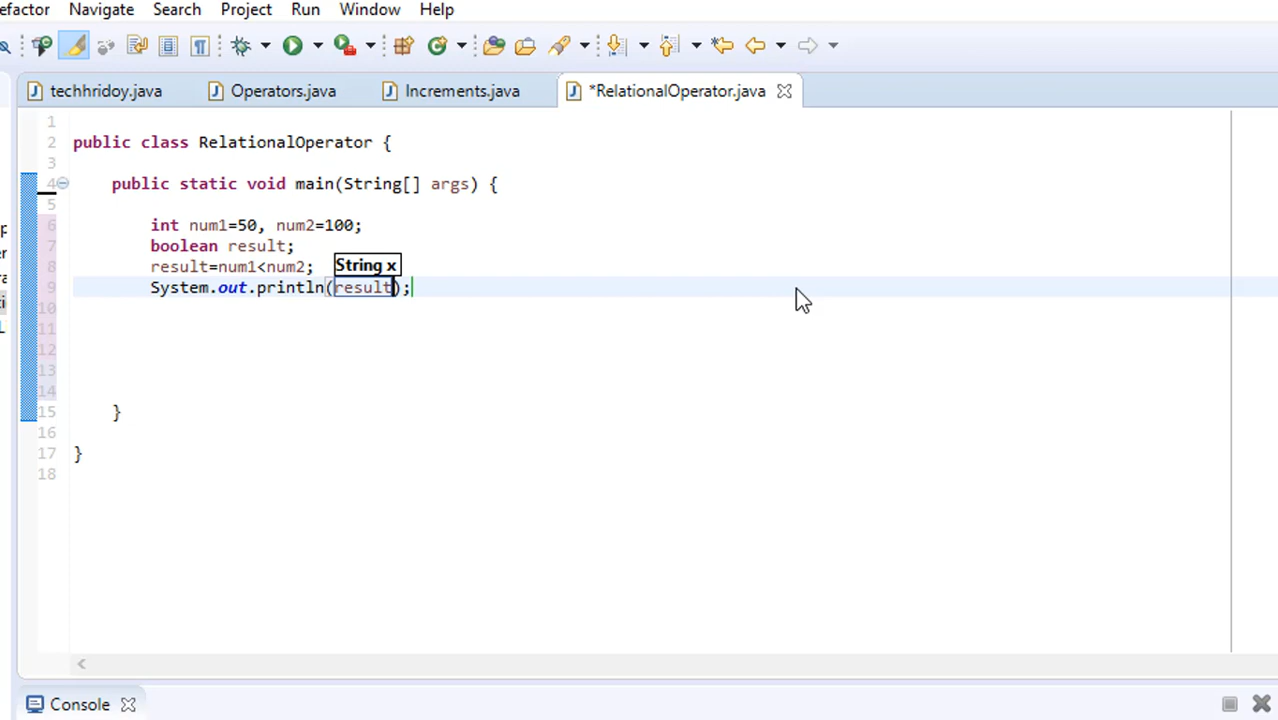 efactor Navigate Search Project Run Window Help
techhridoy.java Operators.java Increments.java *RelationalOperator.java
1
2 public class RelationalOperator {
3
4 public static void main(String[] args) {
5
6 int num1=50, num2=100;
7 boolean result;
8 result=num1<num2;
String x
9 System.out.println(result);
10
11
12
13
14
15 }
16
17 }
18
Console